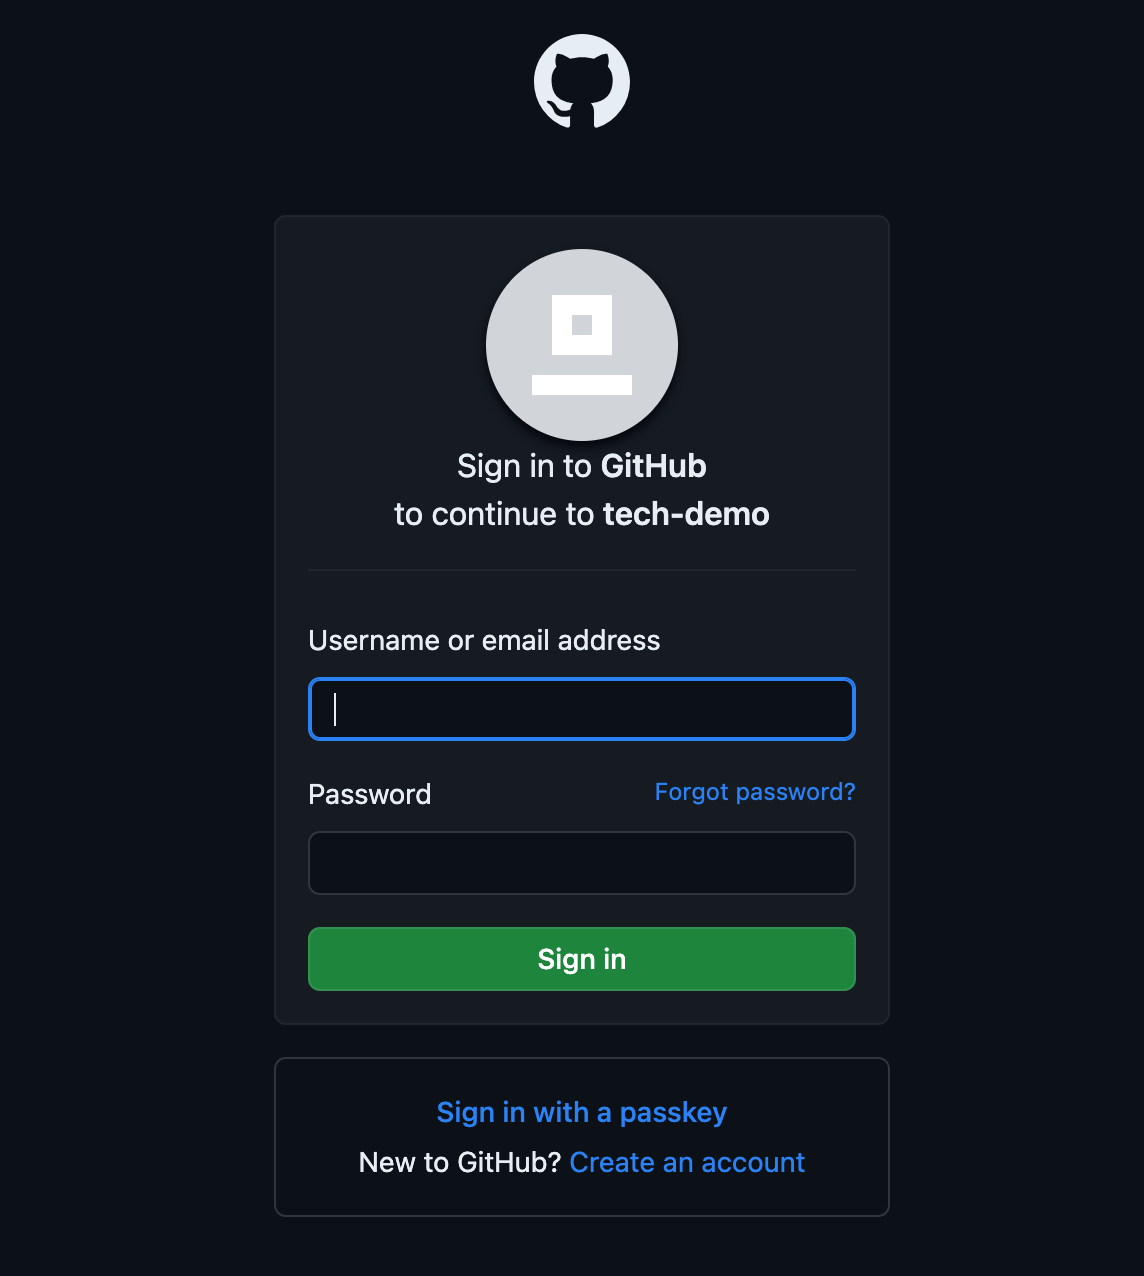 Sign in to GitHub
to continue to tech-demo
Username or email address
Password
Forgot password?
Sign in
Sign in with a passkey
New to GitHub? Create an account